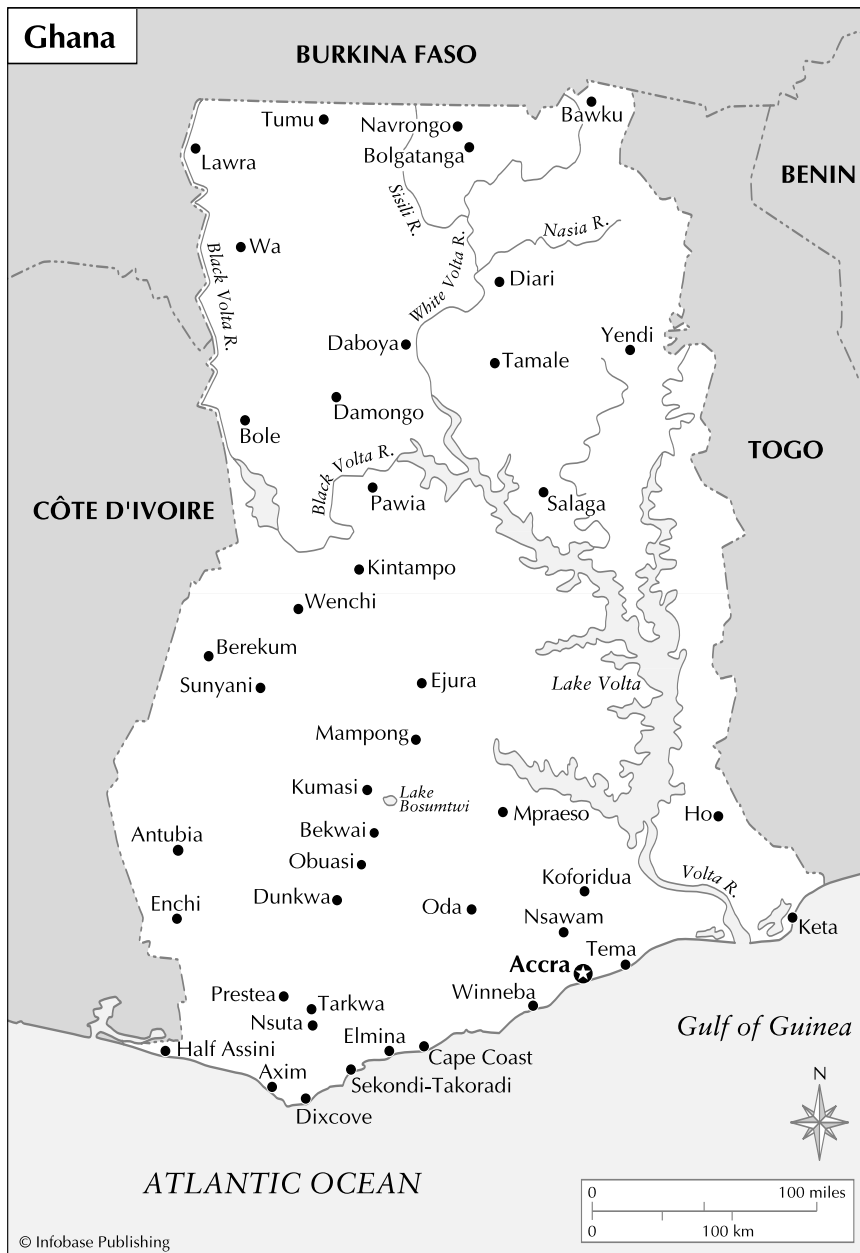 Ghana
BURKINA FASO
Tumu
Navrongo
Bawku
Lawra
Bolgatanga
BENIN
Sisili R.
Nasia R.
Wa
Black Volta R.
White Volta R.
Diari
Daboya
Yendi
Tamale
Damongo
Bole
TOGO
Black Volta R.
CÔTE D'IVOIRE
Pawia
Salaga
Kintampo
Wenchi
Berekum
Sunyani
Ejura
Lake Volta
Mampong
Kumasi
Lake
Bosumtwi
Mpraeso
Ho
Antubia
Bekwai
Obuasi
Koforidua
Volta R.
Enchi
Dunkwa
Oda
Nsawam
Keta
Tema
Accra
Prestea
Tarkwa
Winneba
Nsuta
Gulf of Guinea
Half Assini
Elmina
Cape Coast
Axim
Sekondi-Takoradi
Dixcove
N
ATLANTIC OCEAN
0 100 miles
0 100 km
© Infobase Publishing